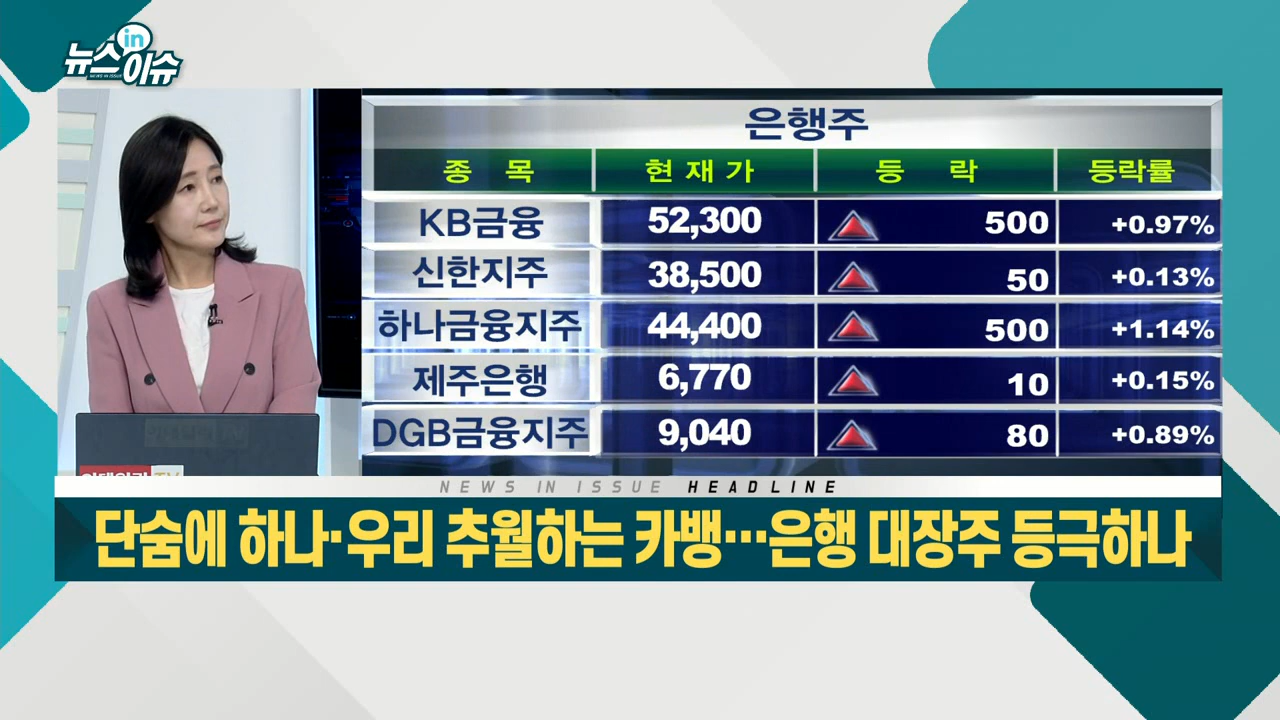 뉴스in이슈
NEWS IN ISSUE
은행주
종 목 현재가 등 락 등락률
KB금융 52,300 ▲ 500 +0.97%
신한지주 38,500 ▲ 50 +0.13%
하나금융지주 44,400 ▲ 500 +1.14%
제주은행 6,770 ▲ 10 +0.15%
DGB금융지주 9,040 ▲ 80 +0.89%
NEWS IN ISSUE HEADLINE
단숨에 하나·우리 추월하는 카뱅…은행 대장주 등극하나